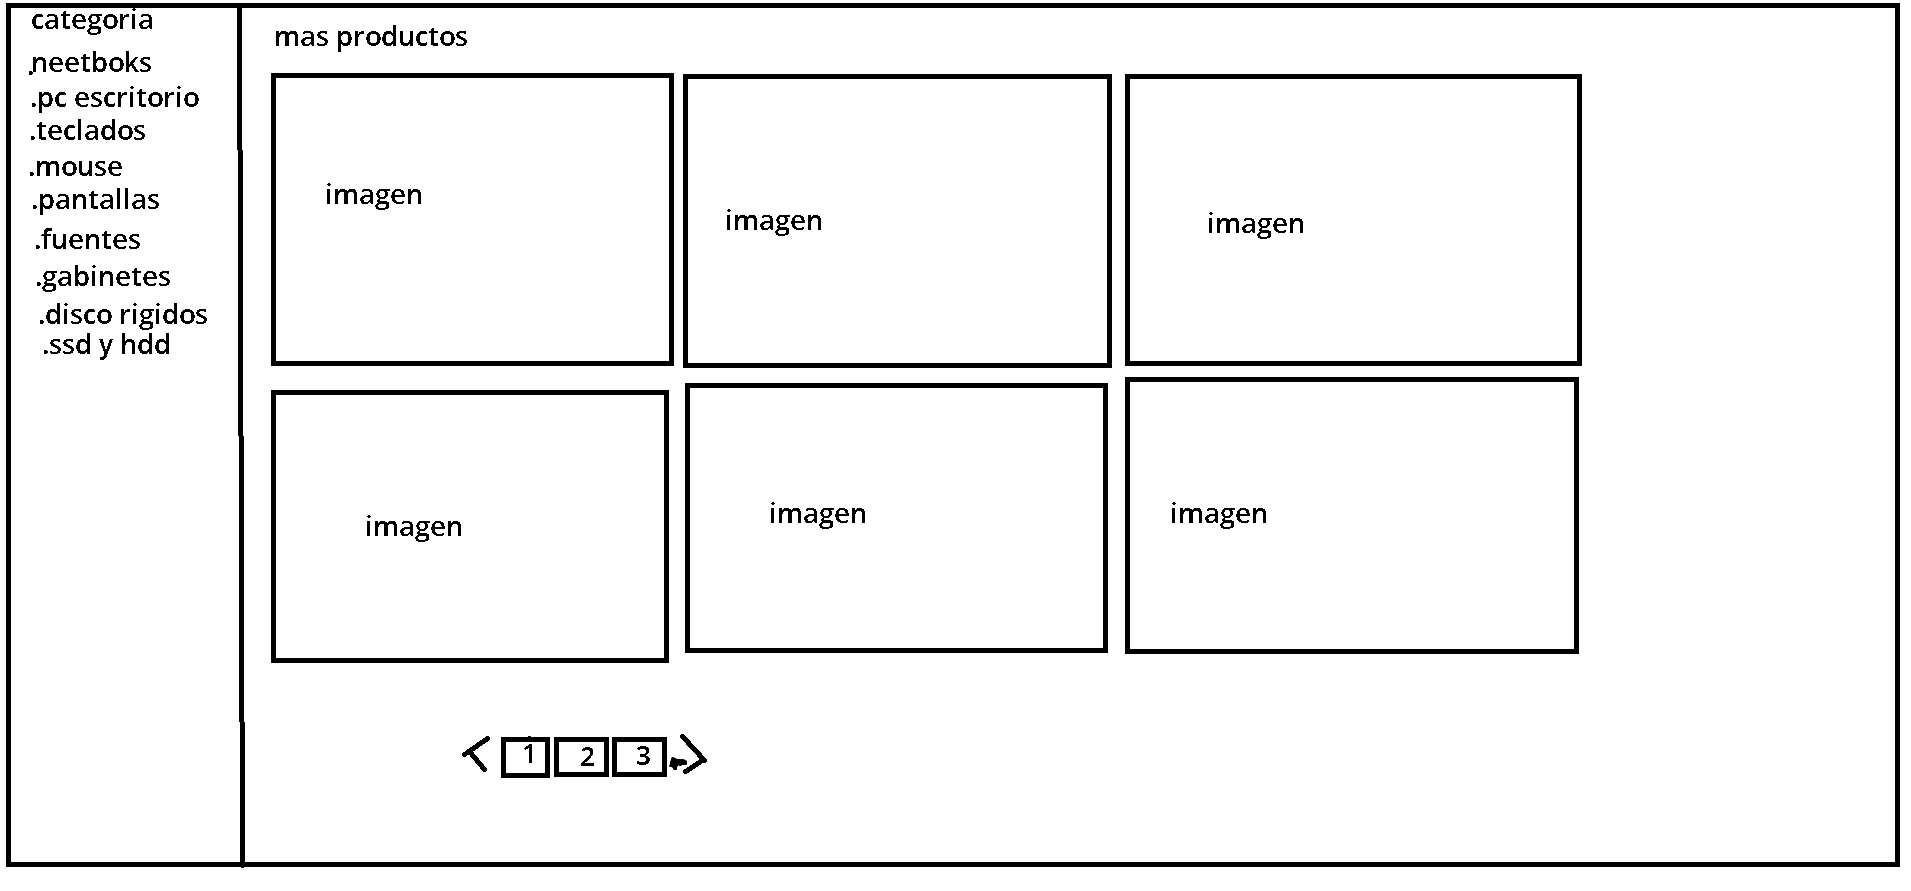 categoria
.neetboks
.pc escritorio
.teclados
.mouse
.pantallas
.fuentes
.gabinetes
.disco rigidos
.ssd y hdd
mas productos
imagen
imagen
imagen
imagen
imagen
imagen
< 1 2 3 >